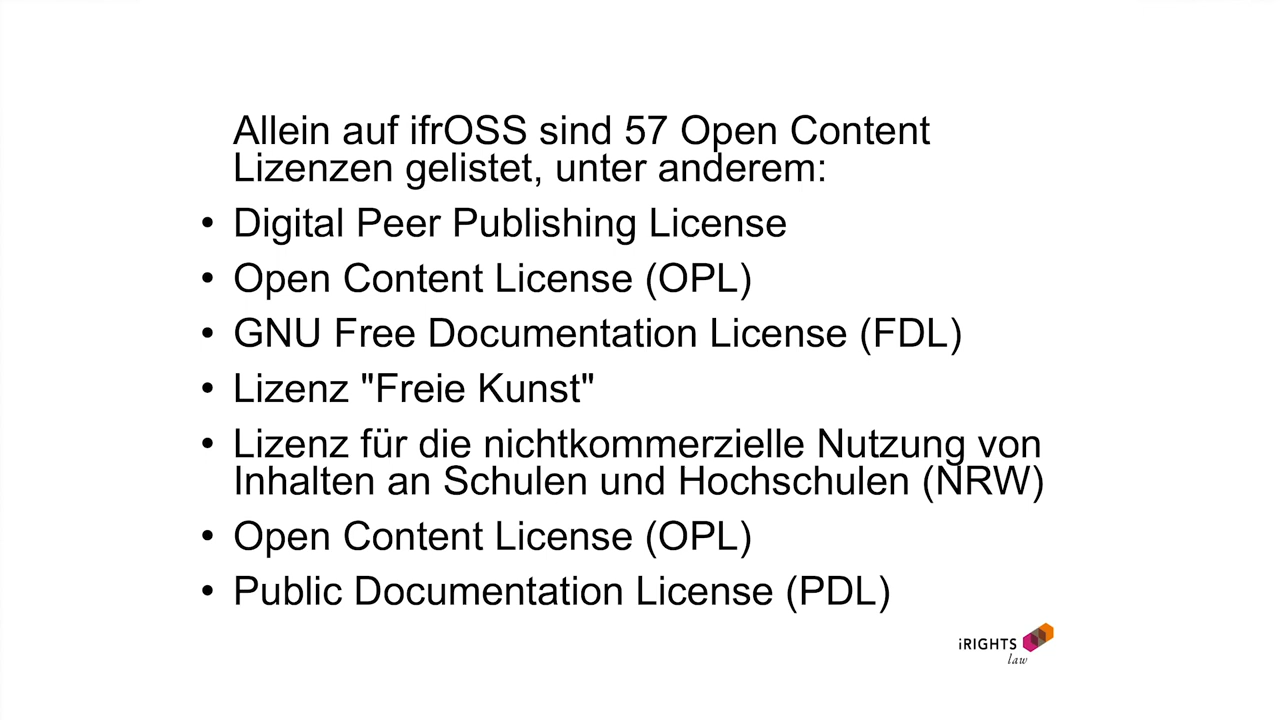 Allein auf ifrOSS sind 57 Open Content
Lizenzen gelistet, unter anderem:
• Digital Peer Publishing License
• Open Content License (OPL)
• GNU Free Documentation License (FDL)
• Lizenz "Freie Kunst"
• Lizenz für die nichtkommerzielle Nutzung von
Inhalten an Schulen und Hochschulen (NRW)
• Open Content License (OPL)
• Public Documentation License (PDL)
iRIGHTS
law